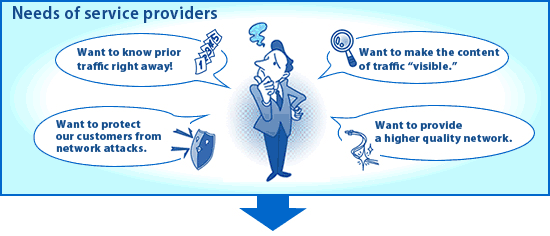 Needs of service providers
Want to know prior
traffic right away!
Want to make the content
of traffic “visible.”
Want to protect
our customers from
network attacks.
Want to provide
a higher quality network.